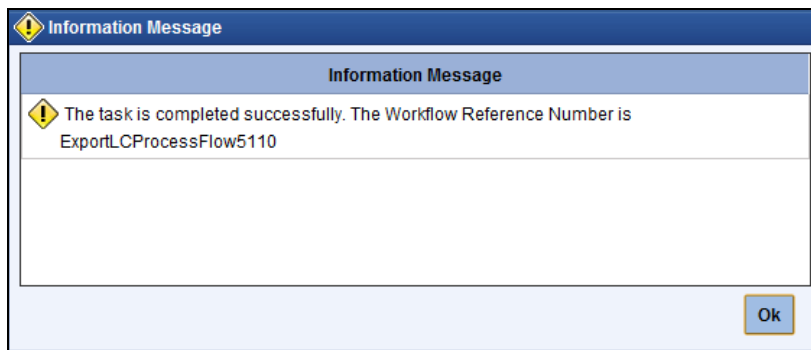 Information Message
Information Message
The task is completed successfully. The Workflow Reference Number is
ExportLCProcessFlow5110
Ok